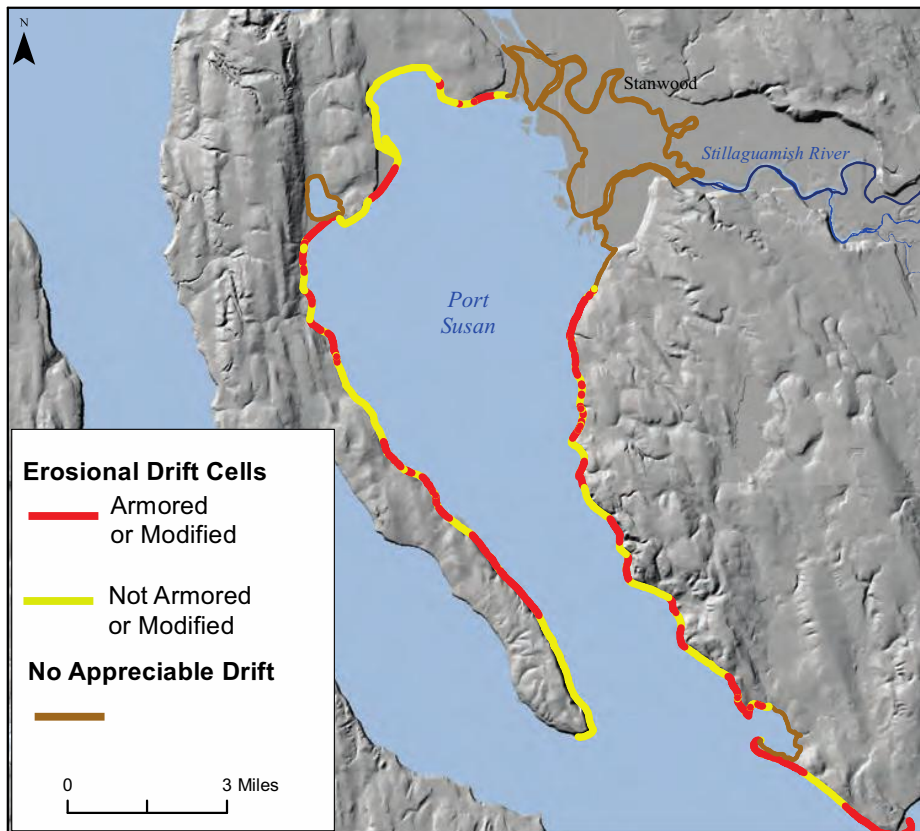 N
Stanwood
Stillaguamish River
Port
Susan
Erosional Drift Cells
Armored
or Modified
Not Armored
or Modified
No Appreciable Drift
0 3 Miles